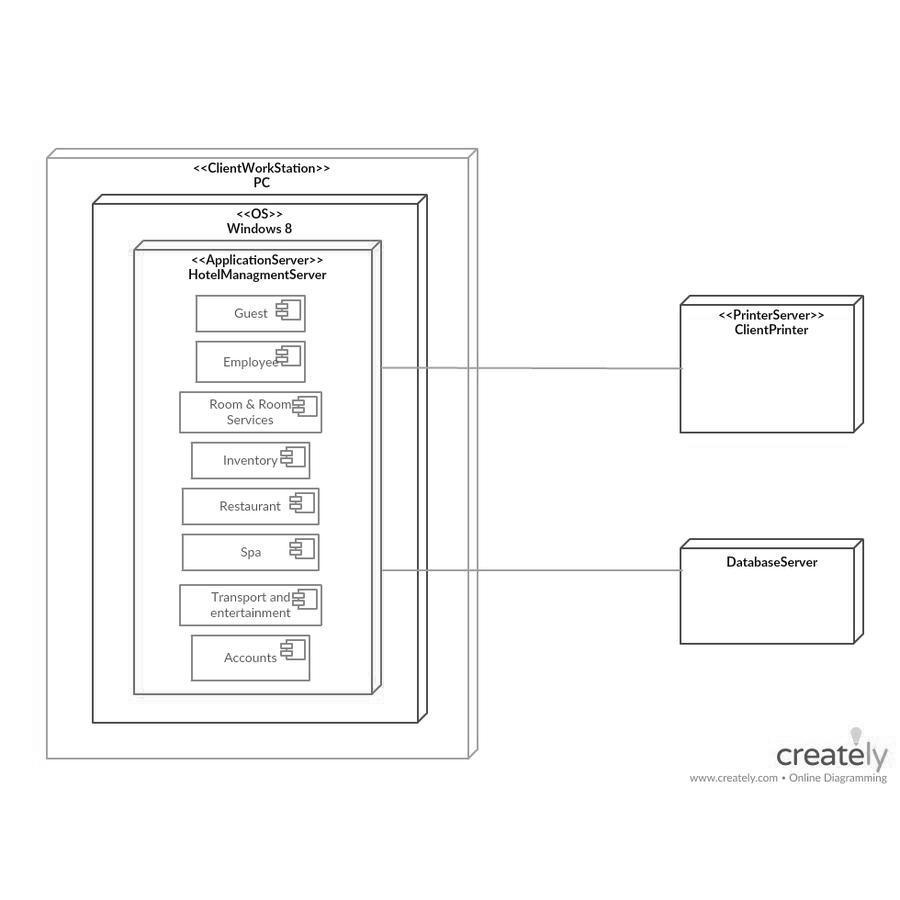 <<ClientWorkStation>>
PC
<<OS>>
Windows 8
<<ApplicationServer>>
HotelManagmentServer
Guest
Employee
Room & Room
Services
Inventory
Restaurant
Spa
Transport and
entertainment
Accounts
<<PrinterServer>>
ClientPrinter
DatabaseServer
creately
www.creately.com • Online Diagramming